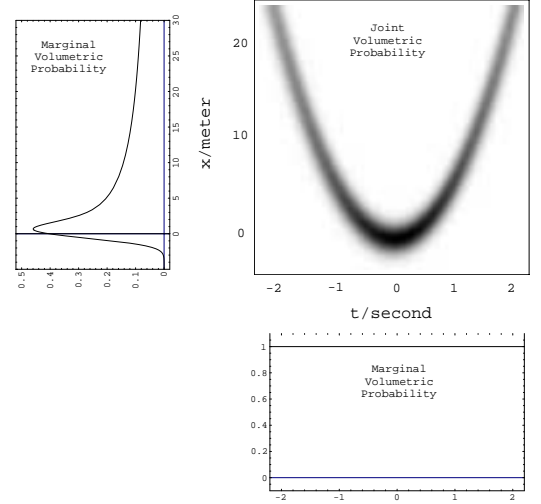 Marginal
Volumetric
Probability
0.5
0.4
0.3
0.2
0.1
0
0
5
10
15
20
25
30
x/meter
Joint
Volumetric
Probability
20
10
0
-2
-1
0
1
2
t/second
Marginal
Volumetric
Probability
1
0.8
0.6
0.4
0.2
0
-2
-1
0
1
2